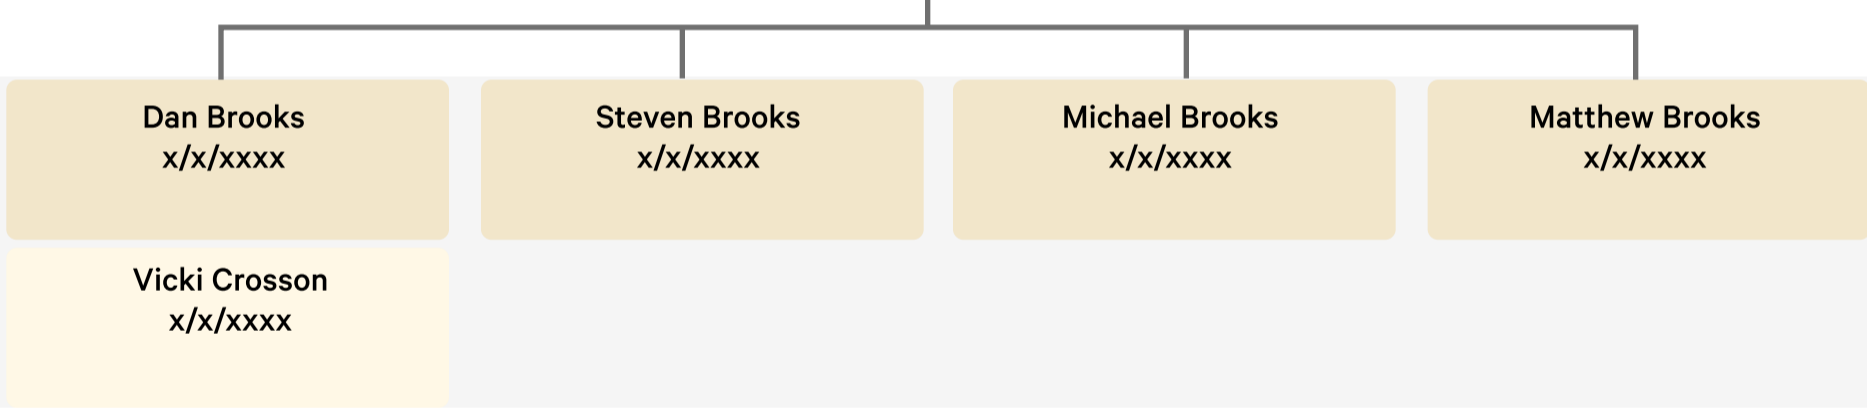 Dan Brooks
x/x/xxxx
Steven Brooks
x/x/xxxx
Michael Brooks
x/x/xxxx
Matthew Brooks
x/x/xxxx
Vicki Crosson
x/x/xxxx